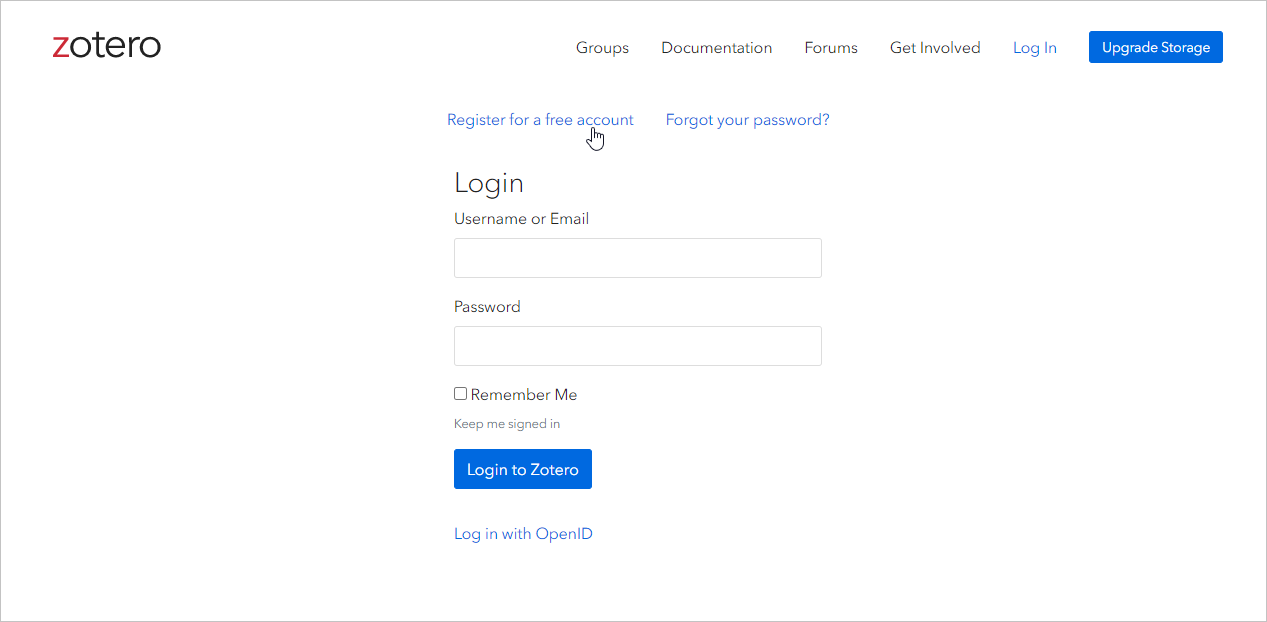 zotero
Groups Documentation Forums Get Involved Log In Upgrade Storage
Register for a free account Forgot your password?
Login
Username or Email
Password
Remember Me
Keep me signed in
Login to Zotero
Log in with OpenID